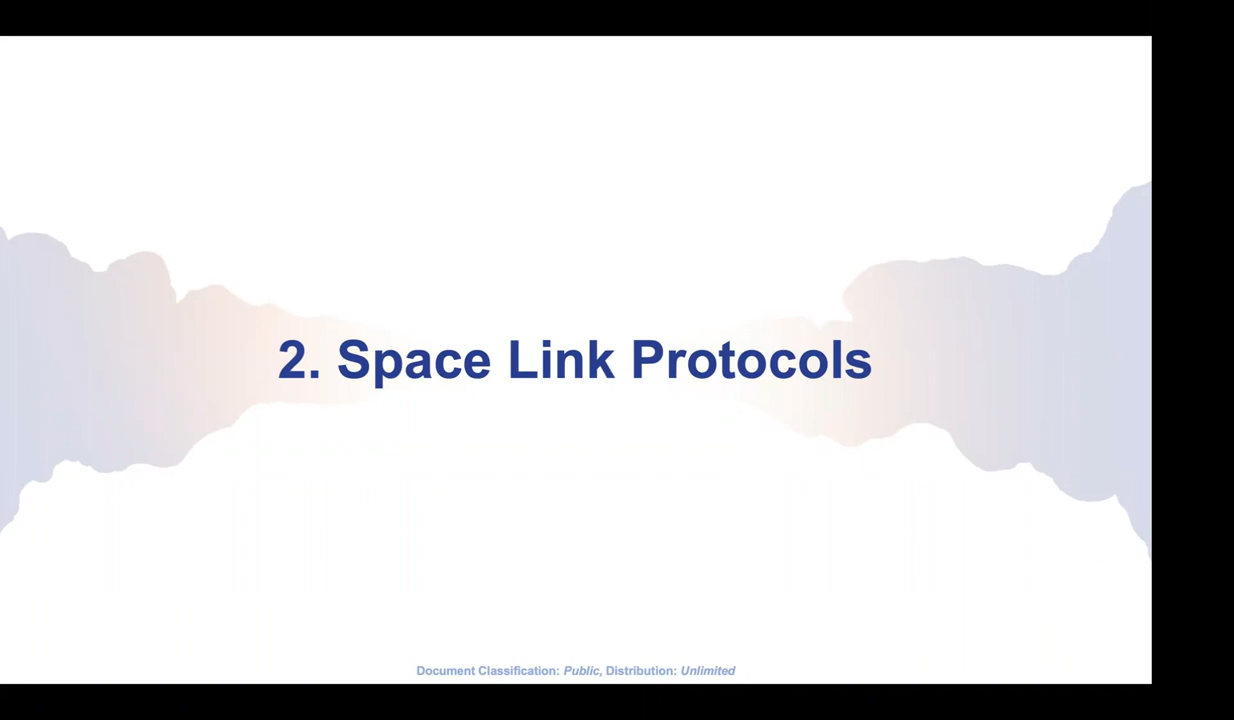 2. Space Link Protocols
Document Classification: Public, Distribution: Unlimited